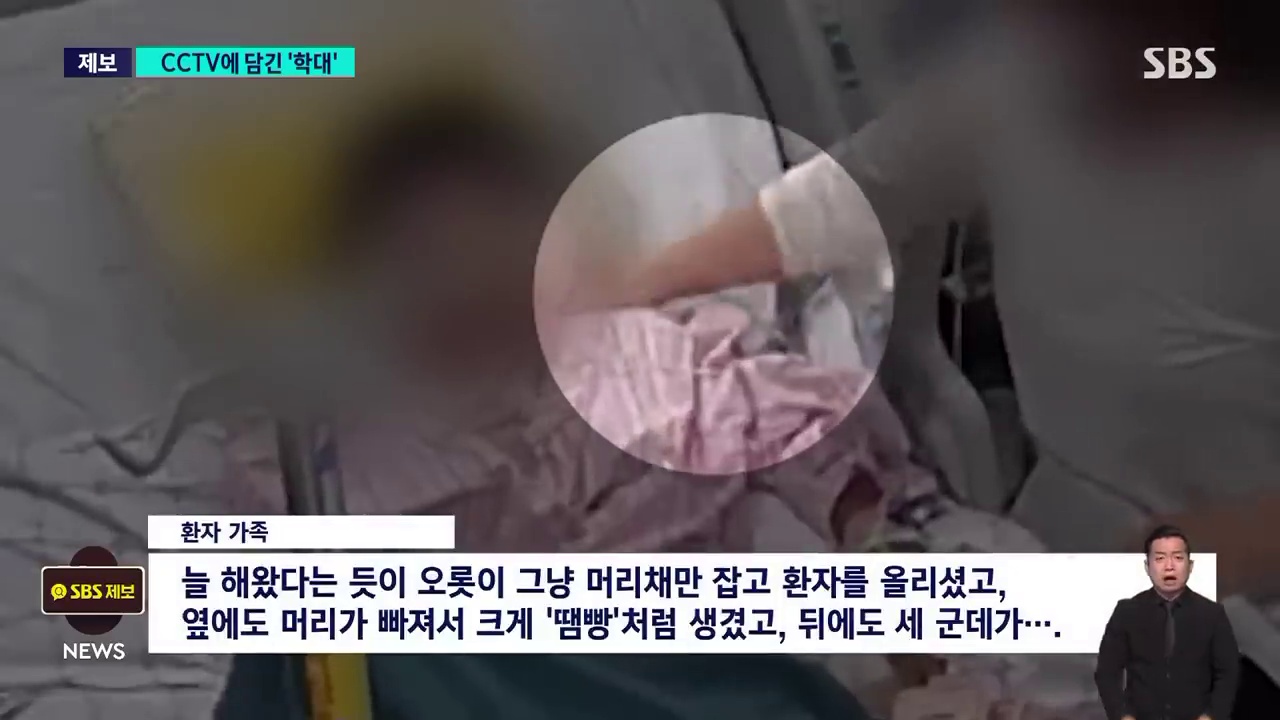 제보 CCTV에 담긴 '학대'
SBS
환자 가족
늘 해왔다는 듯이 오롯이 그냥 머리채만 잡고 환자를 올리셨고,
옆에도 머리가 빠져서 크게 '땜빵'처럼 생겼고, 뒤에도 세 군데가….
SBS 제보
NEWS